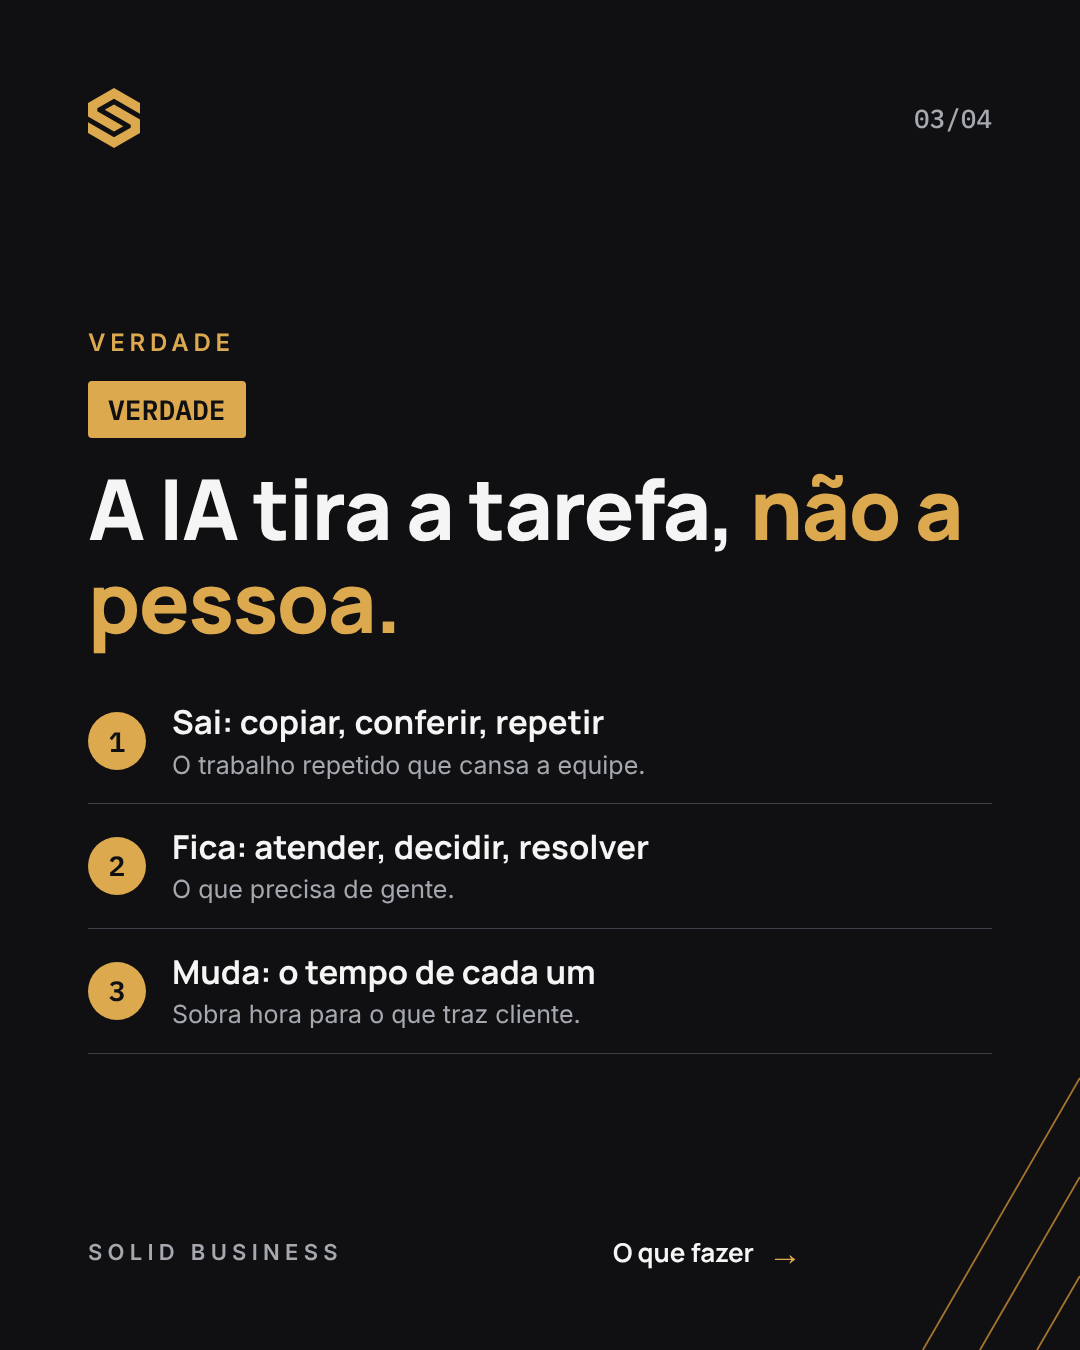 03/04
VERDADE
VERDADE
A IA tira a tarefa, não a
pessoa.
1
Sai: copiar, conferir, repetir
O trabalho repetido que cansa a equipe.
2
Fica: atender, decidir, resolver
O que precisa de gente.
3
Muda: o tempo de cada um
Sobra hora para o que traz cliente.
SOLID BUSINESS
O que fazer →